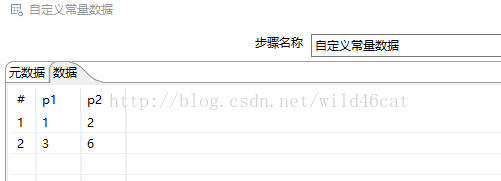 自定义常量数据
步骤名称 自定义常量数据
元数据 数据
# p1 p2
http://blog.csdn.net/wild46cat
1 1 2
2 3 6